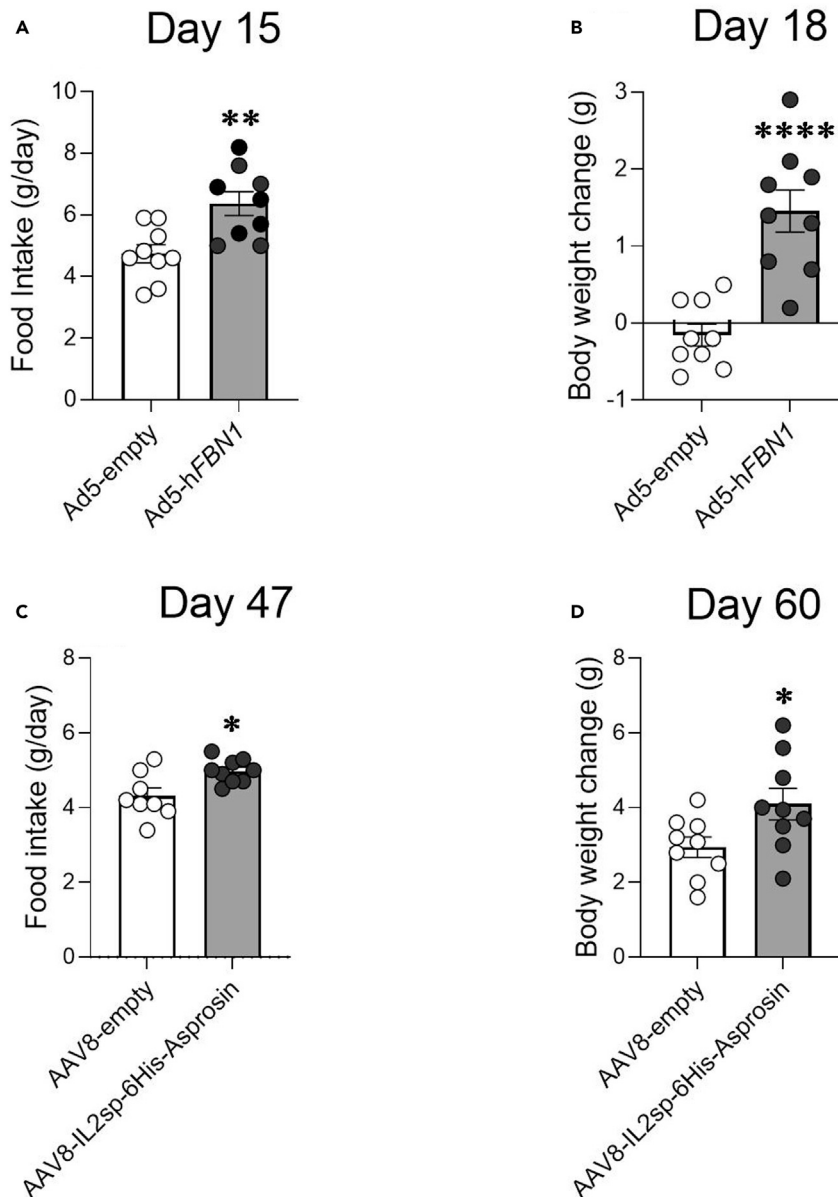 A
Day 15
Food Intake (g/day)
10
8
6
4
2
0
**
Ad5-empty
Ad5-hFBN1
B
Day 18
Body weight change (g)
3
2
1
0
-1
****
Ad5-empty
Ad5-hFBN1
C
Day 47
Food intake (g/day)
8
6
4
2
0
*
AAV8-empty
AAV8-IL2sp-6His-Asprosin
D
Day 60
Body weight change (g)
8
6
4
2
0
*
AAV8-empty
AAV8-IL2sp-6His-Asprosin